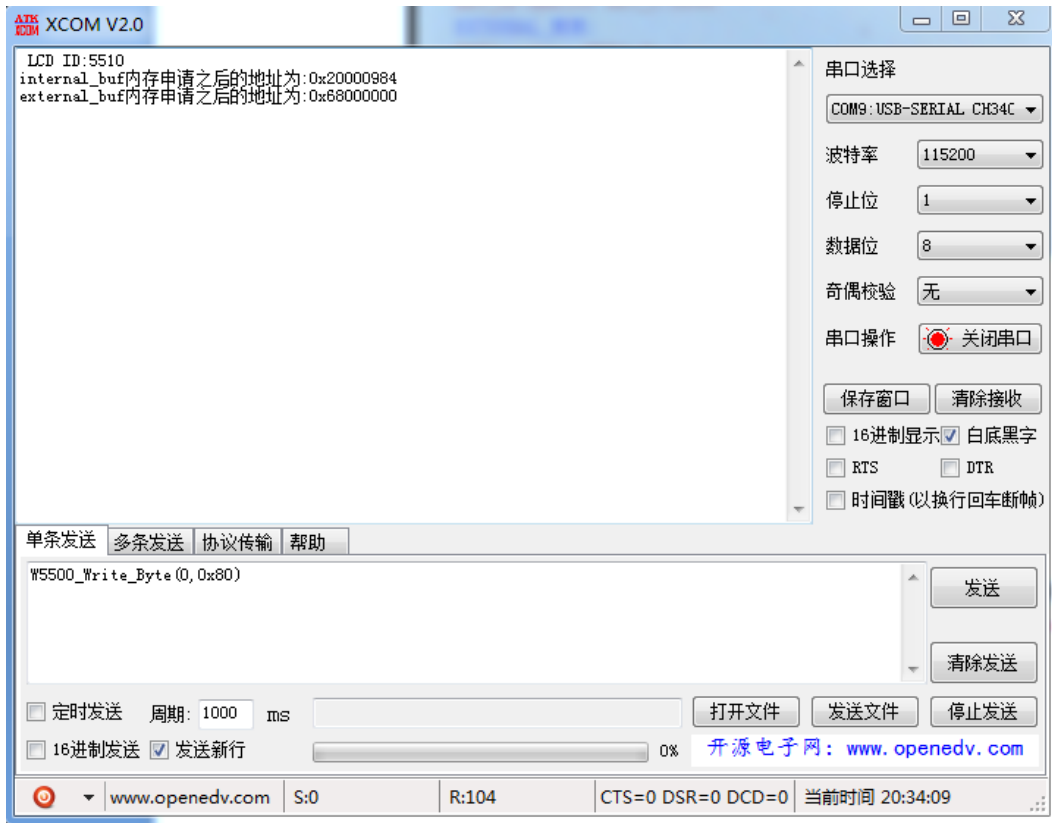 ATK XCOM XCOM V2.0
LCD ID:5510
internal_buf内存申请之后的地址为:0x20000984
external_buf内存申请之后的地址为:0x68000000
串口选择
COM9:USB-SERIAL CH34C
波特率 115200
停止位 1
数据位 8
奇偶校验 无
串口操作 关闭串口
保存窗口 清除接收
16进制显示 白底黑字
RTS DTR
时间戳(以换行回车断帧)
单条发送 多条发送 协议传输 帮助
W5500_Write_Byte(0,0x80)
发送
清除发送
定时发送 周期: 1000 ms 打开文件 发送文件 停止发送
16进制发送 发送新行 0% 开源电子网: www.openedv.com
www.openedv.com S:0 R:104 CTS=0 DSR=0 DCD=0 当前时间 20:34:09